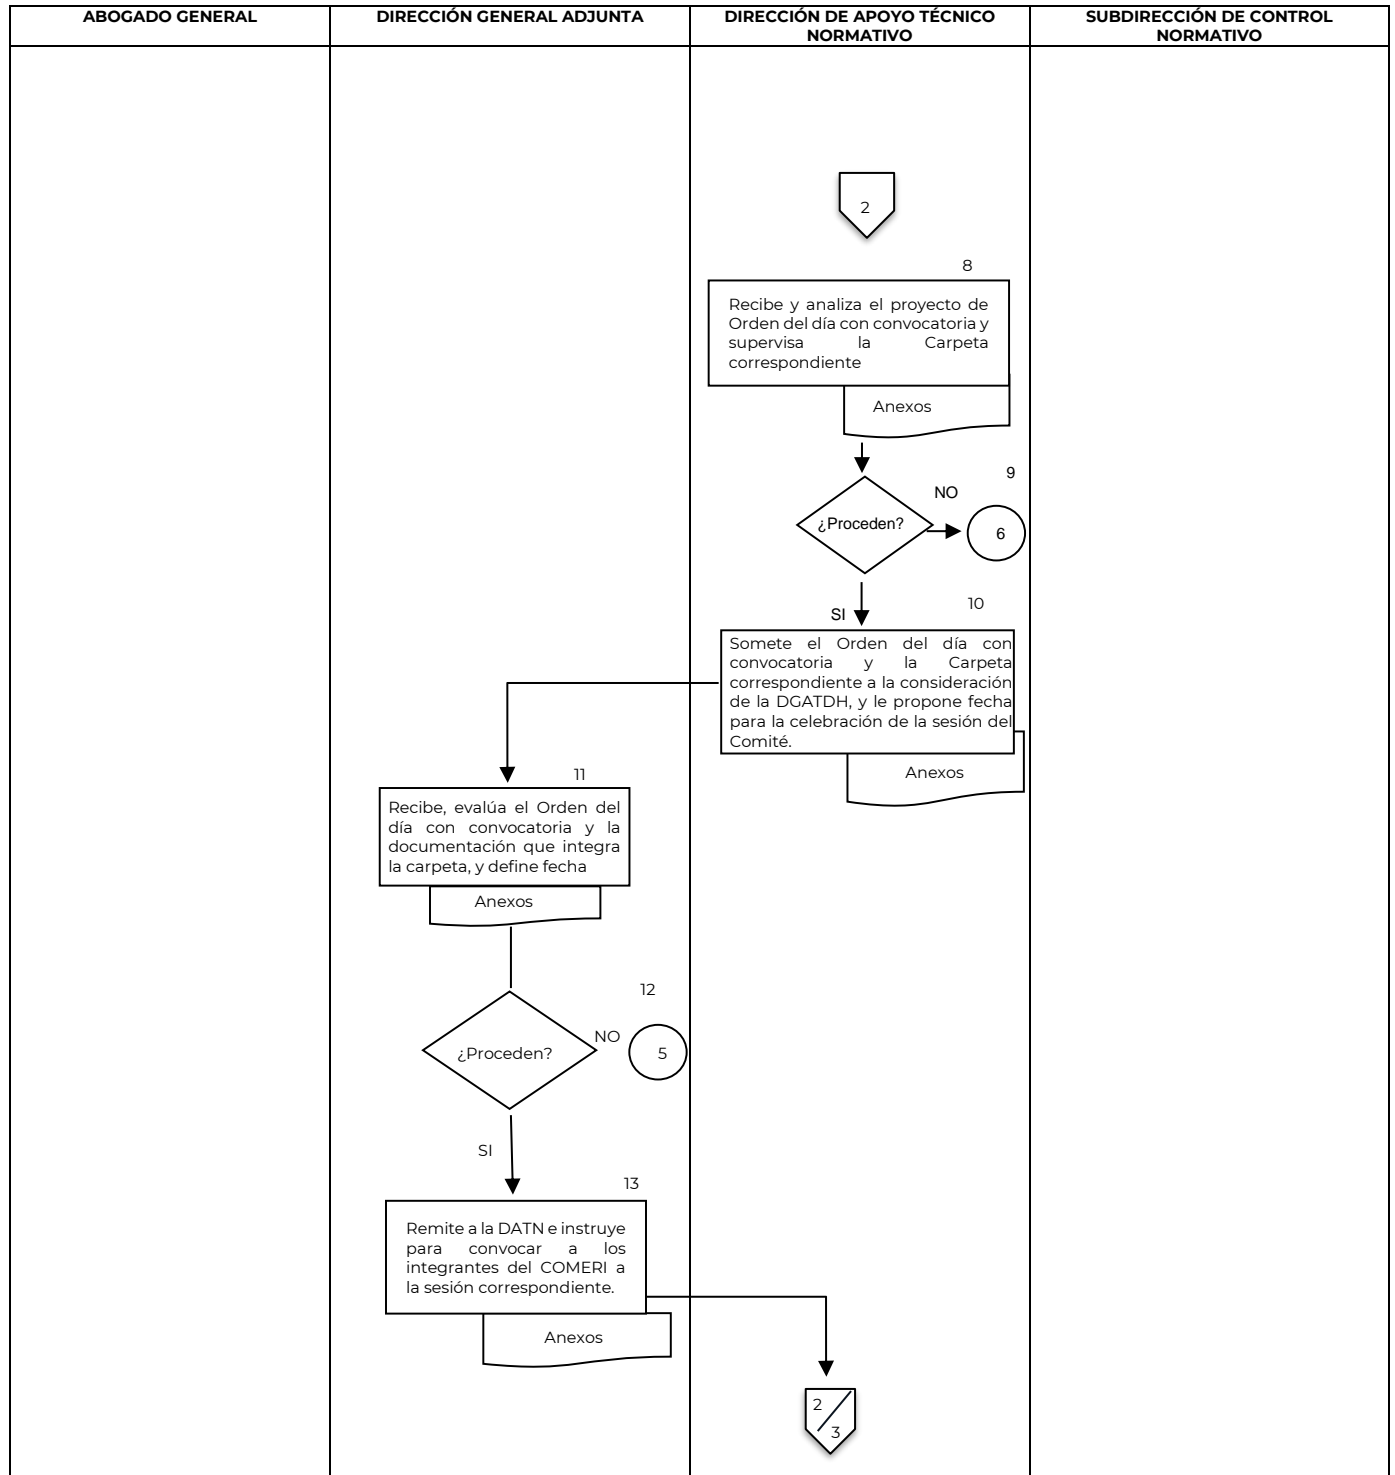 ABOGADO GENERAL
DIRECCIÓN GENERAL ADJUNTA
DIRECCIÓN DE APOYO TÉCNICO
NORMATIVO
SUBDIRECCIÓN DE CONTROL
NORMATIVO
2
8
Recibe y analiza el proyecto de
Orden del día con convocatoria y
supervisa la Carpeta
correspondiente
Anexos
9
NO
¿Proceden?
6
10
SI
Somete el Orden del día con
convocatoria y la Carpeta
correspondiente a la consideración
de la DGATDH, y le propone fecha
para la celebración de la sesión del
Comité.
Anexos
11
Recibe, evalúa el Orden del
día con convocatoria y la
documentación que integra
la carpeta, y define fecha
Anexos
12
NO
¿Proceden?
5
SI
13
Remite a la DATN e instruye
para convocar a los
integrantes del COMERI a
la sesión correspondiente.
Anexos
2
3